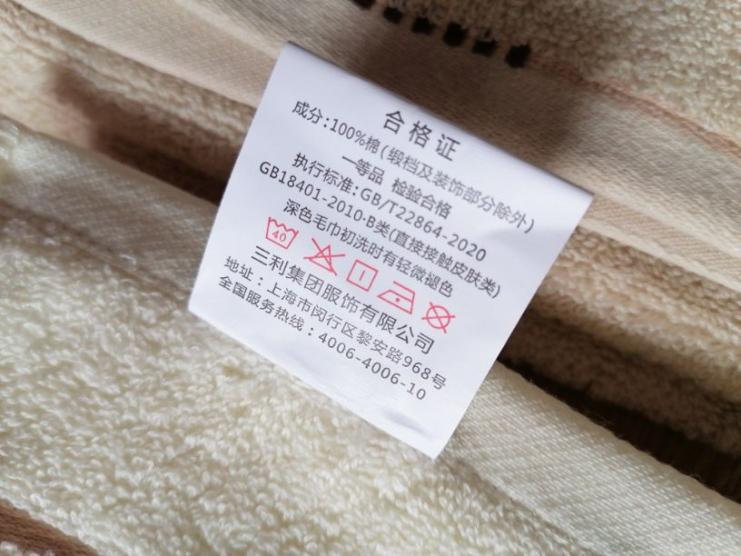 合格证
成分:100%棉(缎档及装饰部分除外)
一等品 检验合格
执行标准:GB/T22864-2020
GB18401-2010·B类(直接接触皮肤类)
深色毛巾初洗时有轻微褪色
40
三利集团服饰有限公司
地址：上海市闵行区黎安路968号
全国服务热线：4006-4006-10